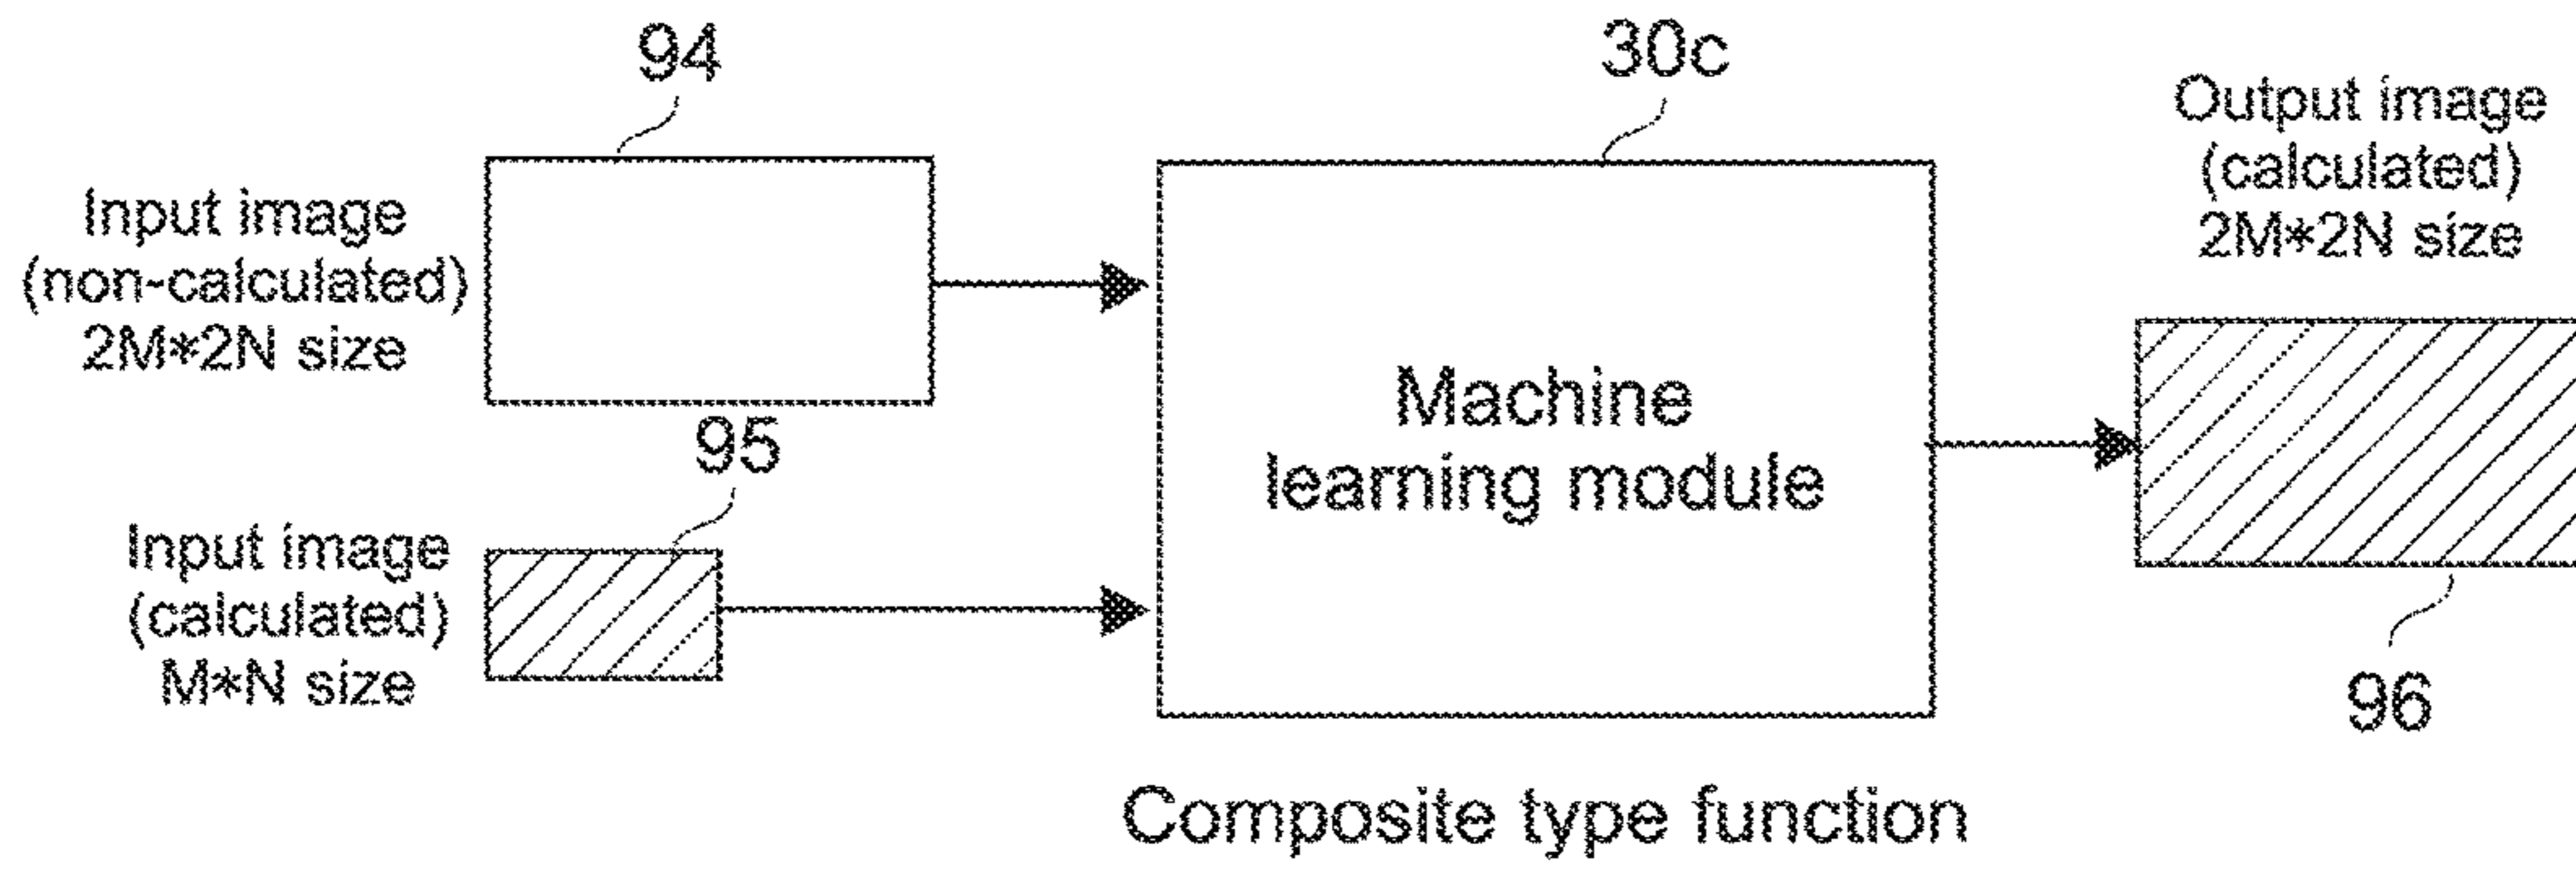 94
30c
Output image
(calculated)
2M*2N size
Input image
(non-calculated)
2M*2N size
Machine
learning module
95
Input image
(calculated)
M*N size
96
Composite type function